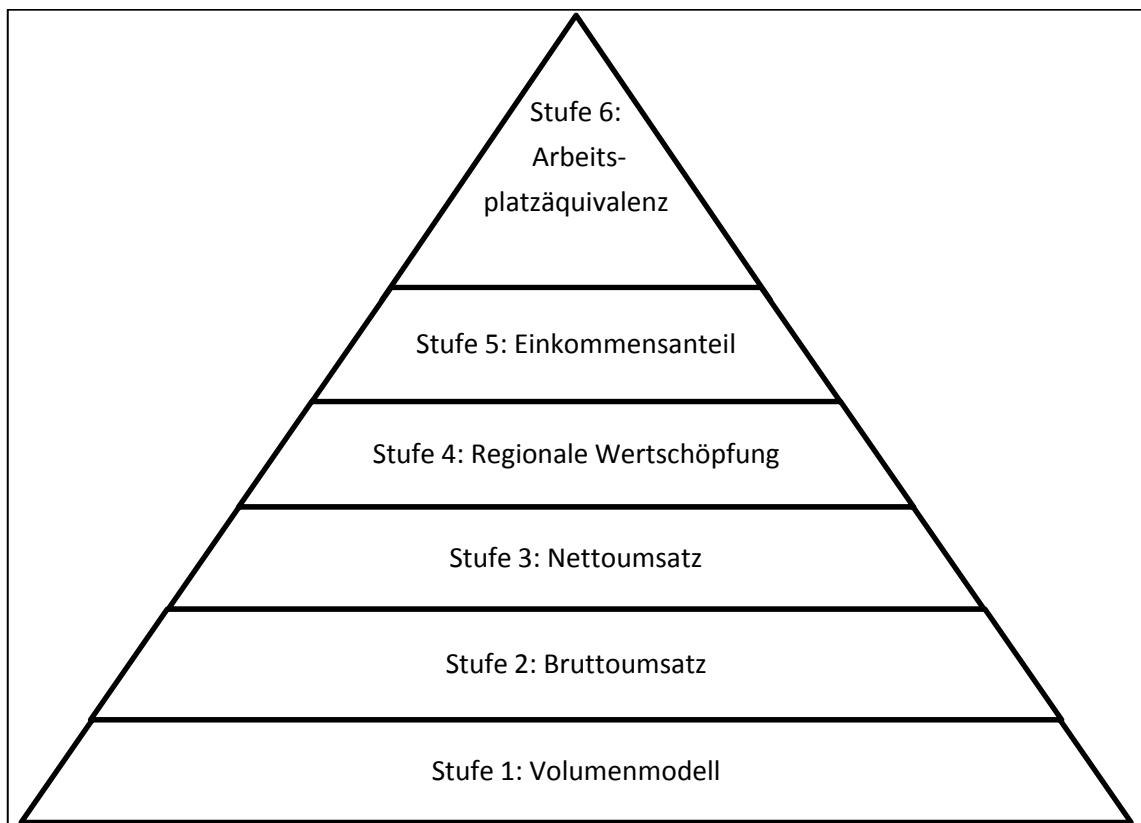 Stufe 6:
Arbeits-
platzäquivalenz
Stufe 5: Einkommensanteil
Stufe 4: Regionale Wertschöpfung
Stufe 3: Nettoumsatz
Stufe 2: Bruttoumsatz
Stufe 1: Volumenmodell